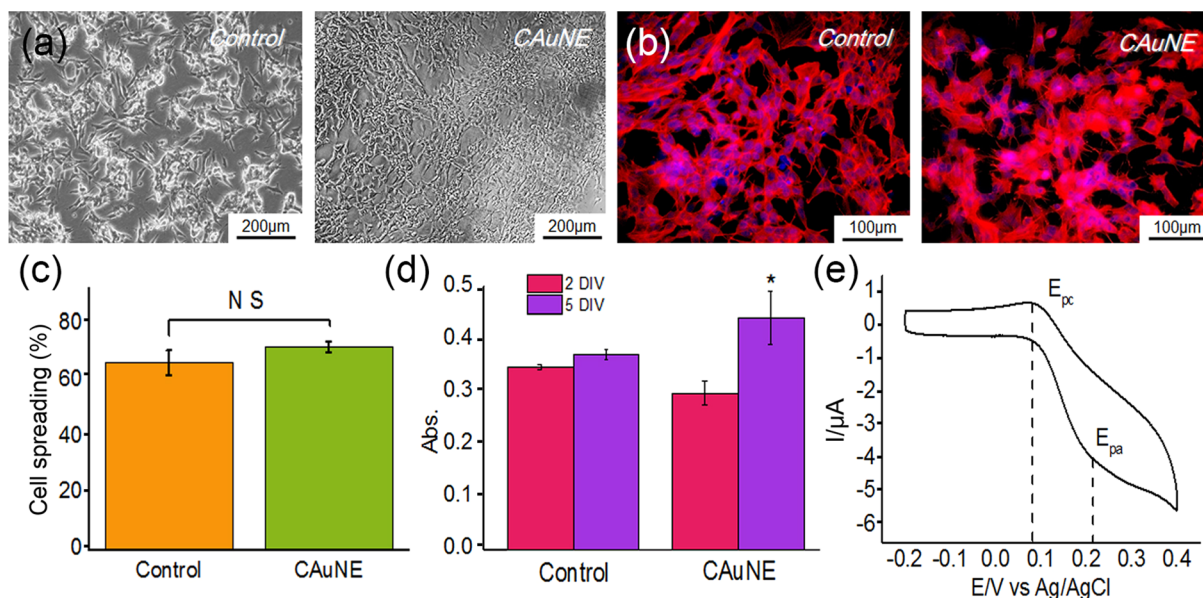 (a)
Control
200μm
CAuNE
200μm
(b)
Control
100μm
CAuNE
100μm
(c)
Cell spreading (%)
80
60
40
20
0
N S
Control
CAuNE
(d)
Abs.
0.5
0.4
0.3
0.2
0.1
0.0
2 DIV
5 DIV
*
Control
CAuNE
(e)
I/μA
1
0
-1
-2
-3
-4
-5
-6
Epc
Epa
-0.2 -0.1 0.0 0.1 0.2 0.3 0.4
E/V vs Ag/AgCl